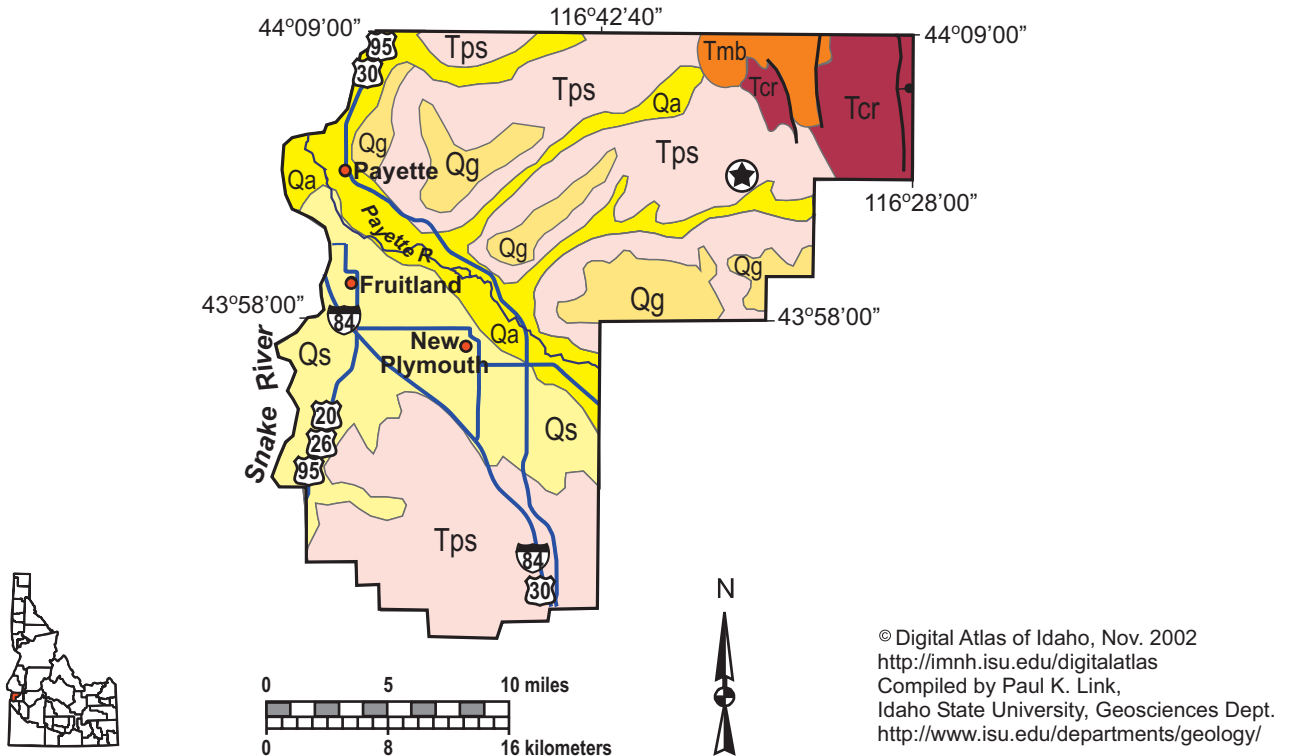 116º42'40"
44º09'00"
44º09'00"
95
Tps
30
Tmb
Tps
Tcr
Tcr
Qa
Qg
Qg
Tps
Payette
Qa
116º28'00"
Payette R
Qg
Qg
Fruitland
Qg
43º58'00"
43º58'00"
84
Qa
New
Plymouth
Qs
Snake River
20
Qs
26
95
Tps
84
30
N
0 5 10 miles
0 8 16 kilometers
© Digital Atlas of Idaho, Nov. 2002
http://imnh.isu.edu/digitalatlas
Compiled by Paul K. Link,
Idaho State University, Geosciences Dept.
http://www.isu.edu/departments/geology/